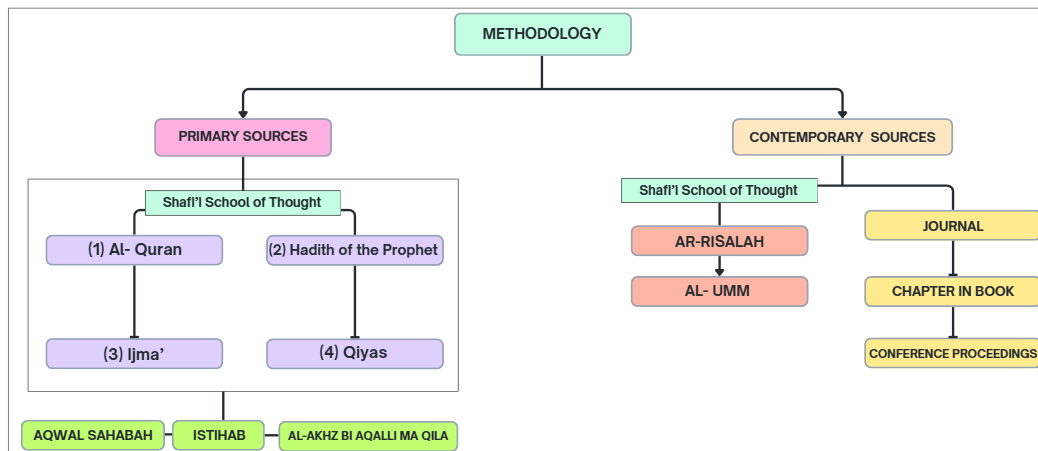 METHODOLOGY
PRIMARY SOURCES
CONTEMPORARY SOURCES
Shafi'I School of Thought
Shafi'I School of Thought
(1) Al- Quran
(2) Hadith of the Prophet
AR-RISALAH
JOURNAL
AL- UMM
CHAPTER IN BOOK
(3) Ijma’
(4) Qiyas
CONFERENCE PROCEEDINGS
AQWAL SAHABAH
ISTIHAB
AL-AKHZ BI AQALLI MA QILA